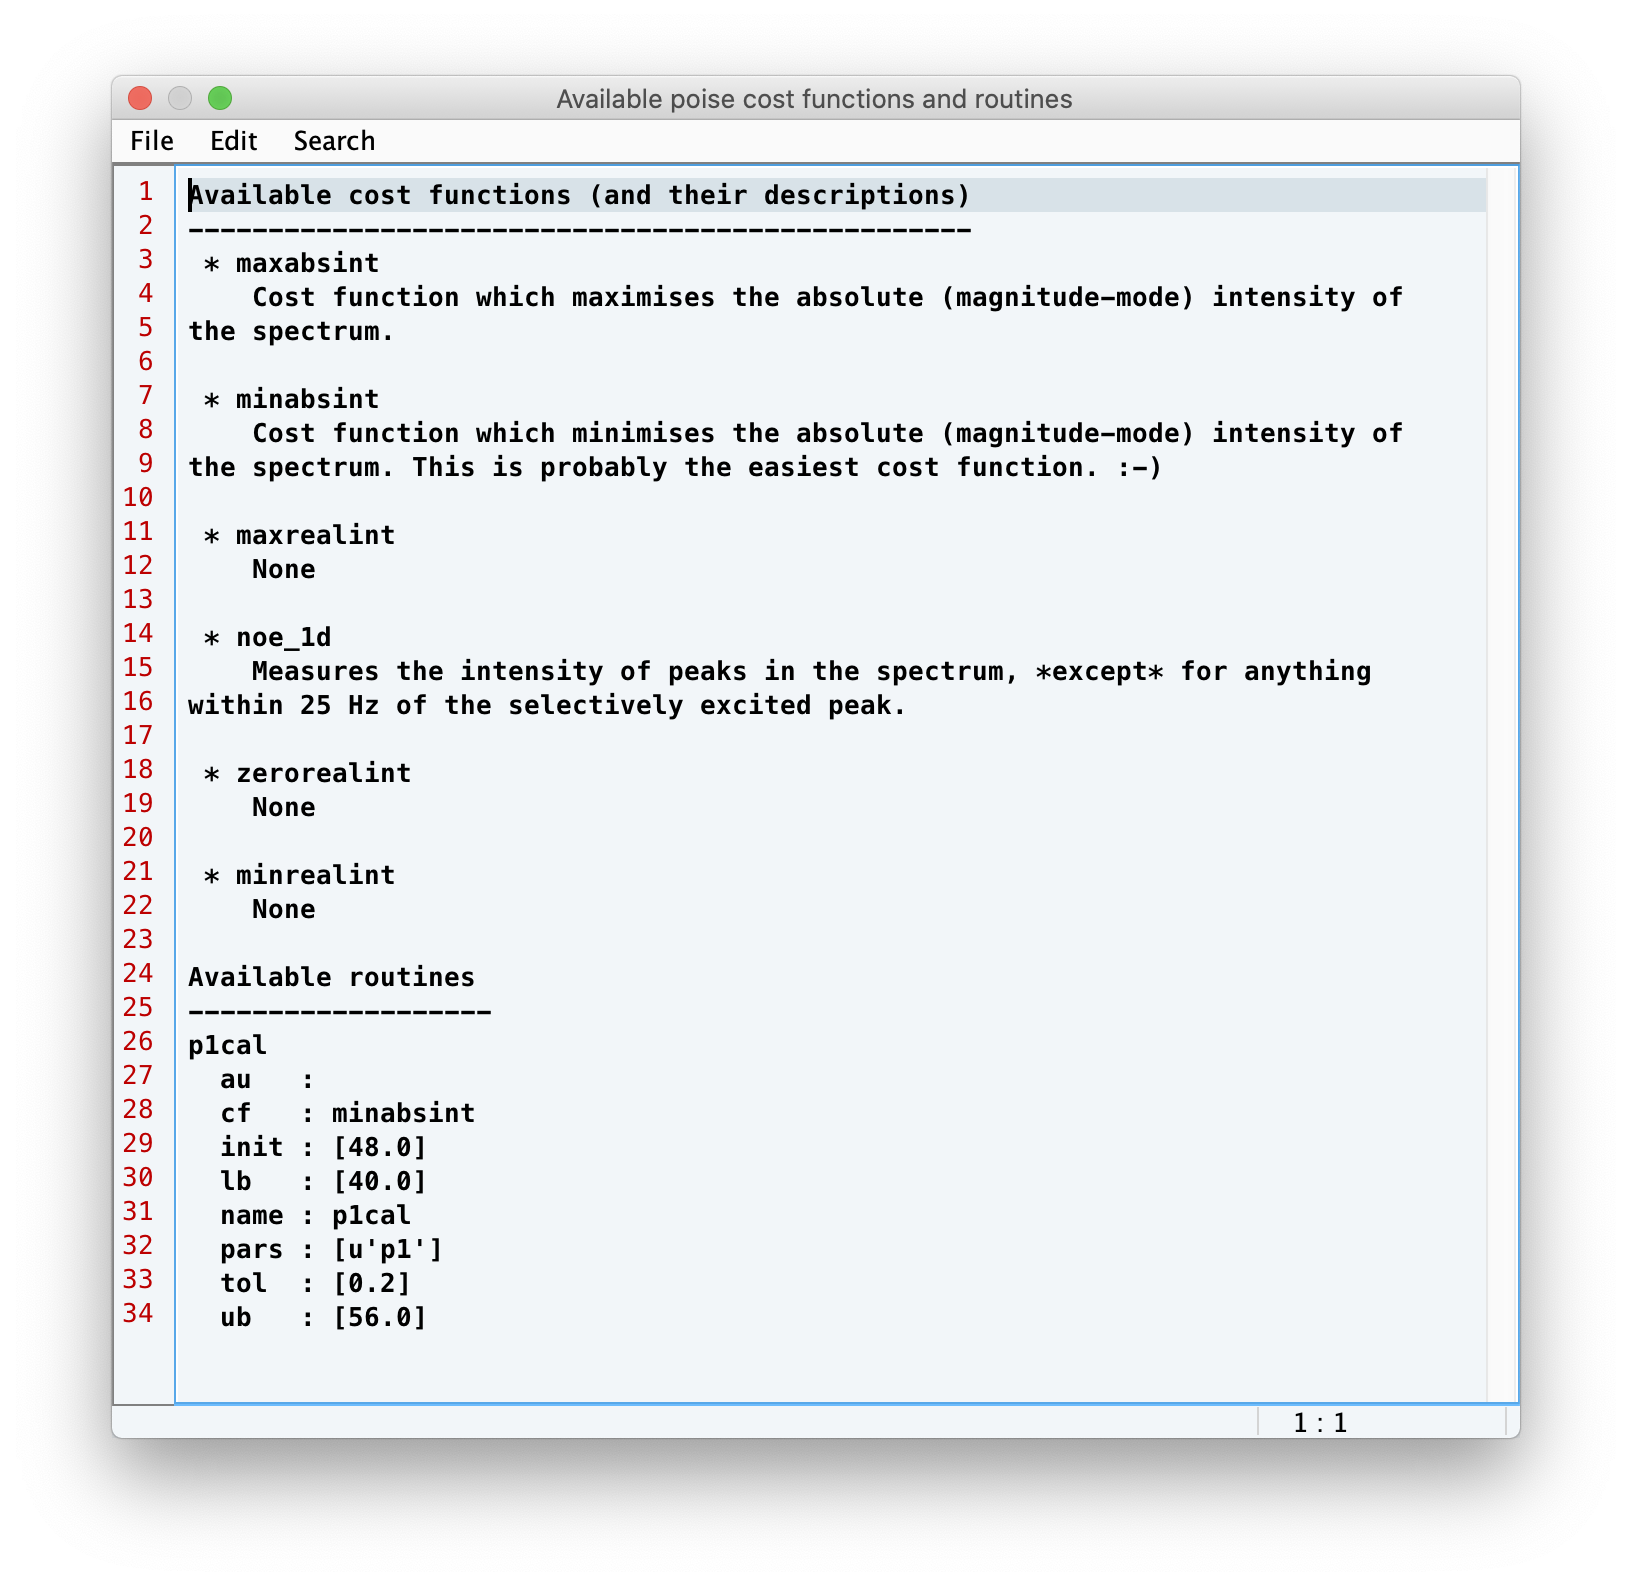 Available poise cost functions and routines
File Edit Search
1 Available cost functions (and their descriptions)
2 -------------------------------------------------
3  * maxabsint
4     Cost function which maximises the absolute (magnitude-mode) intensity of
5 the spectrum.
6
7  * minabsint
8     Cost function which minimises the absolute (magnitude-mode) intensity of
9 the spectrum. This is probably the easiest cost function. :-)
10
11  * maxrealint
12     None
13
14  * noe_1d
15     Measures the intensity of peaks in the spectrum, *except* for anything
16 within 25 Hz of the selectively excited peak.
17
18  * zerorealint
19     None
20
21  * minrealint
22     None
23
24 Available routines
25 -------------------
26 p1cal
27   au   :
28   cf   : minabsint
29   init : [48.0]
30   lb   : [40.0]
31   name : p1cal
32   pars : [u'p1']
33   tol  : [0.2]
34   ub   : [56.0]
1 : 1